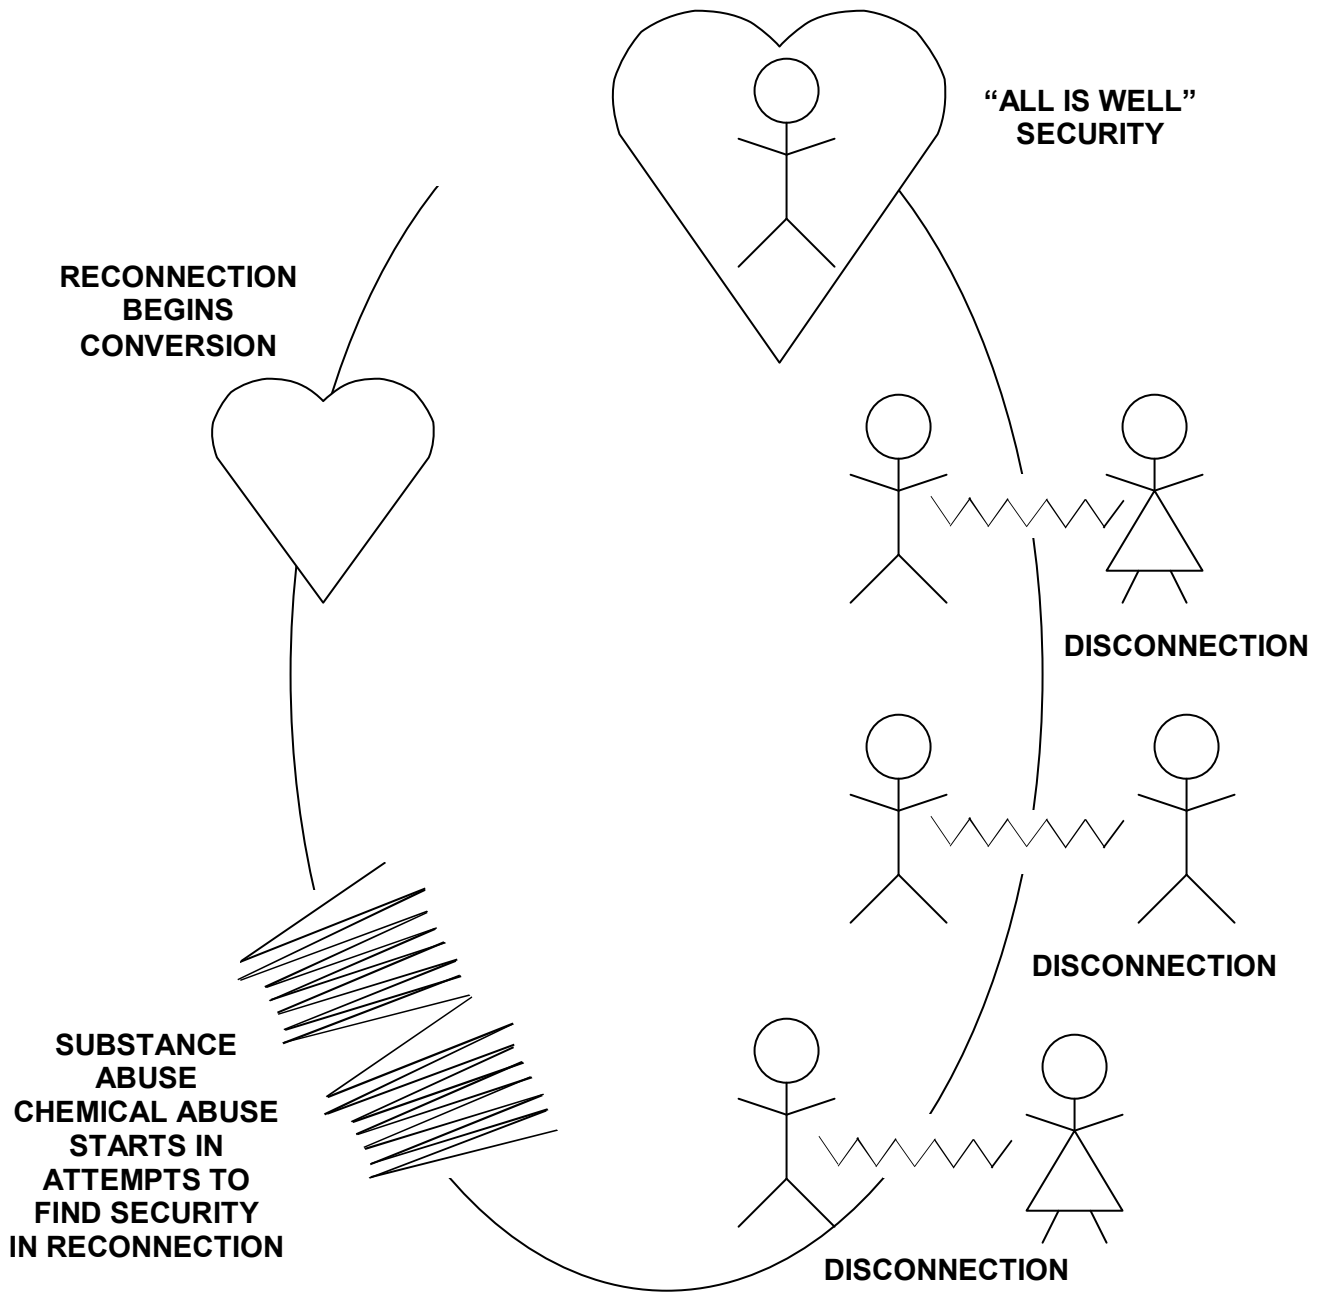 “ALL IS WELL”
SECURITY
RECONNECTION
BEGINS
CONVERSION
DISCONNECTION
DISCONNECTION
SUBSTANCE
ABUSE
CHEMICAL ABUSE
STARTS IN
ATTEMPTS TO
FIND SECURITY
IN RECONNECTION
DISCONNECTION